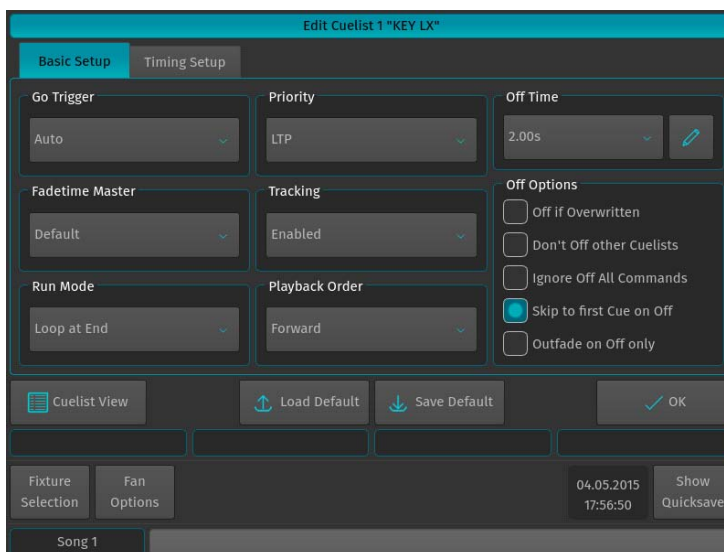 Edit Cuelist 1 "KEY LX"
Basic Setup
Timing Setup
Go Trigger
Auto
Priority
LTP
Off Time
2.00s
Fadetime Master
Default
Tracking
Enabled
Off Options
Off if Overwritten
Don't Off other Cuelists
Ignore Off All Commands
Skip to first Cue on Off
Outfade on Off only
Run Mode
Loop at End
Playback Order
Forward
Cuelist View
Load Default
Save Default
OK
Fixture
Selection
Fan
Options
04.05.2015
17:56:50
Show
Quicksave
Song 1